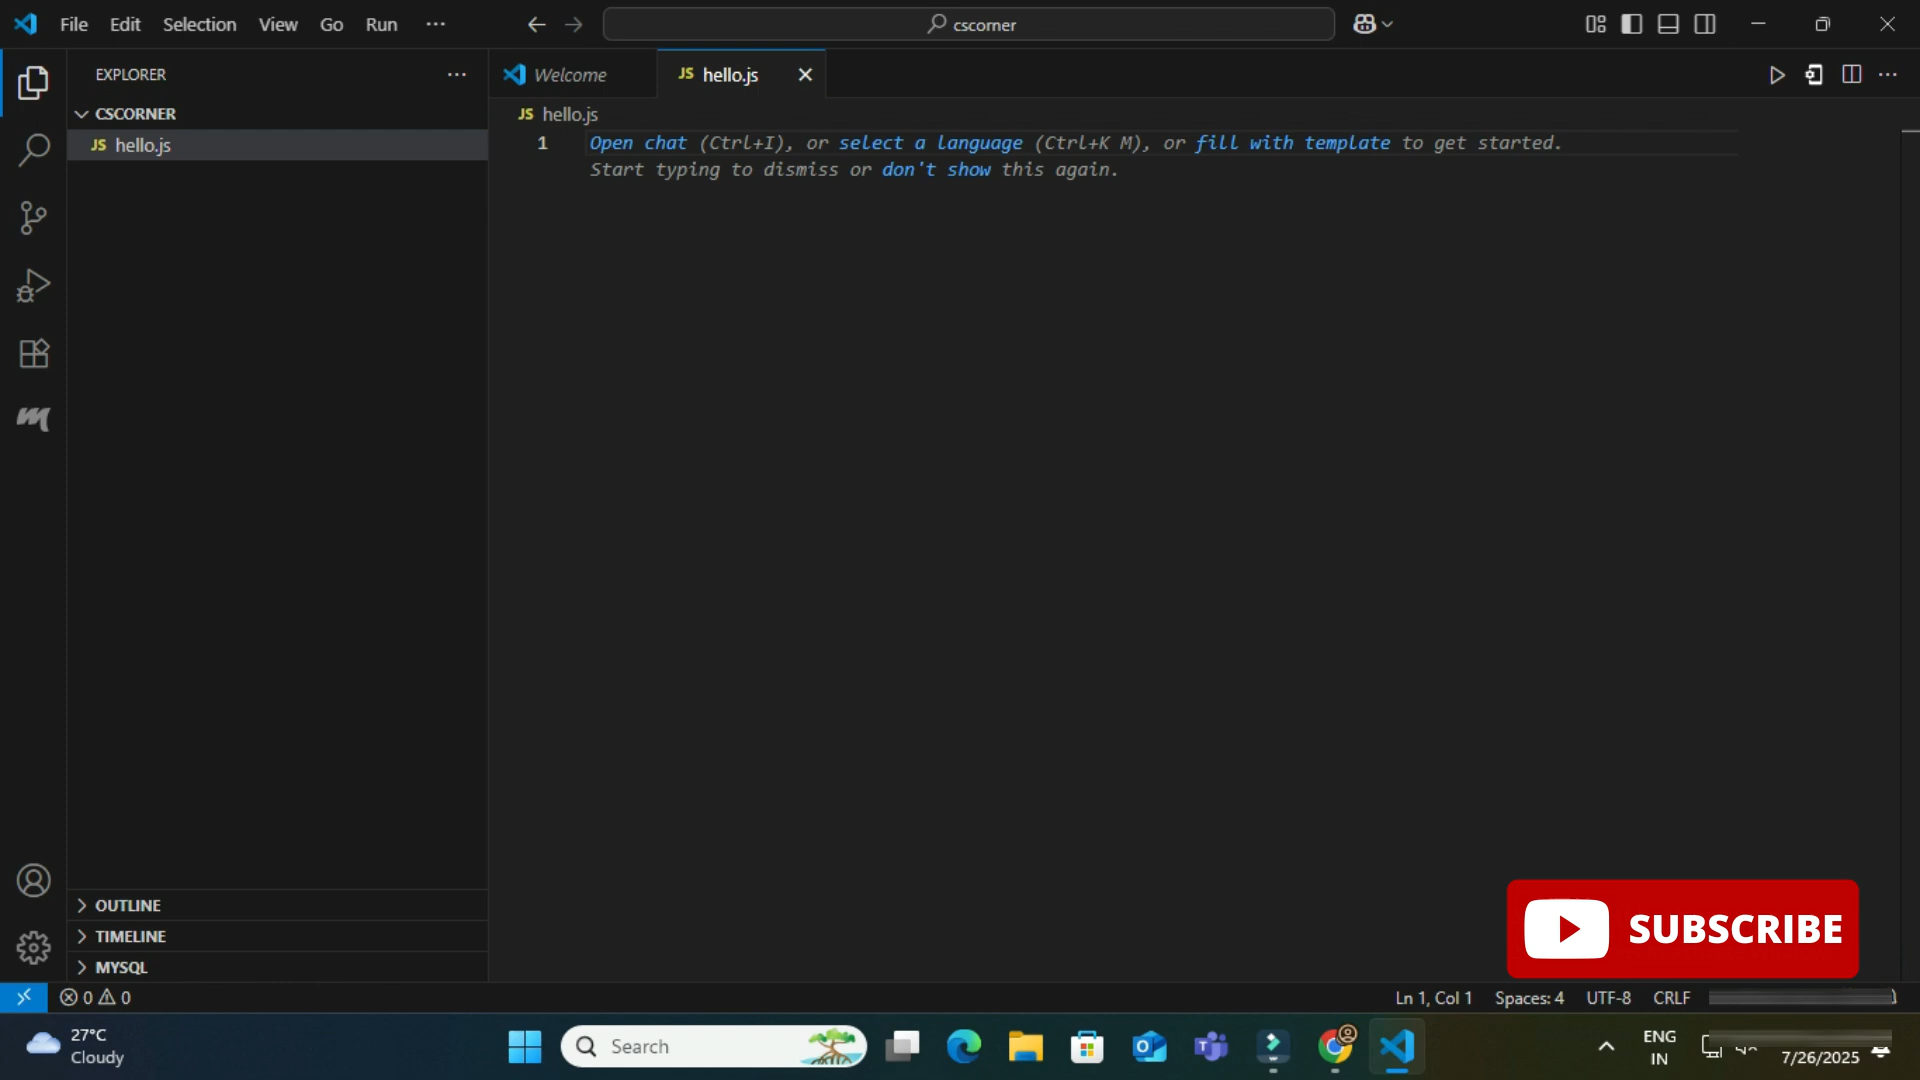 File Edit Selection View Go Run ···
cscorner
EXPLORER ···
CSCORNER
JS hello.js
Welcome
JS hello.js
JS hello.js
1 Open chat (Ctrl+I), or select a language (Ctrl+K M), or fill with template to get started.
Start typing to dismiss or don't show this again.
OUTLINE
TIMELINE
MYSQL
SUBSCRIBE
0 0
Ln 1, Col 1 Spaces: 4 UTF-8 CRLF
27°C
Cloudy
Search
ENG
IN
7/26/2025